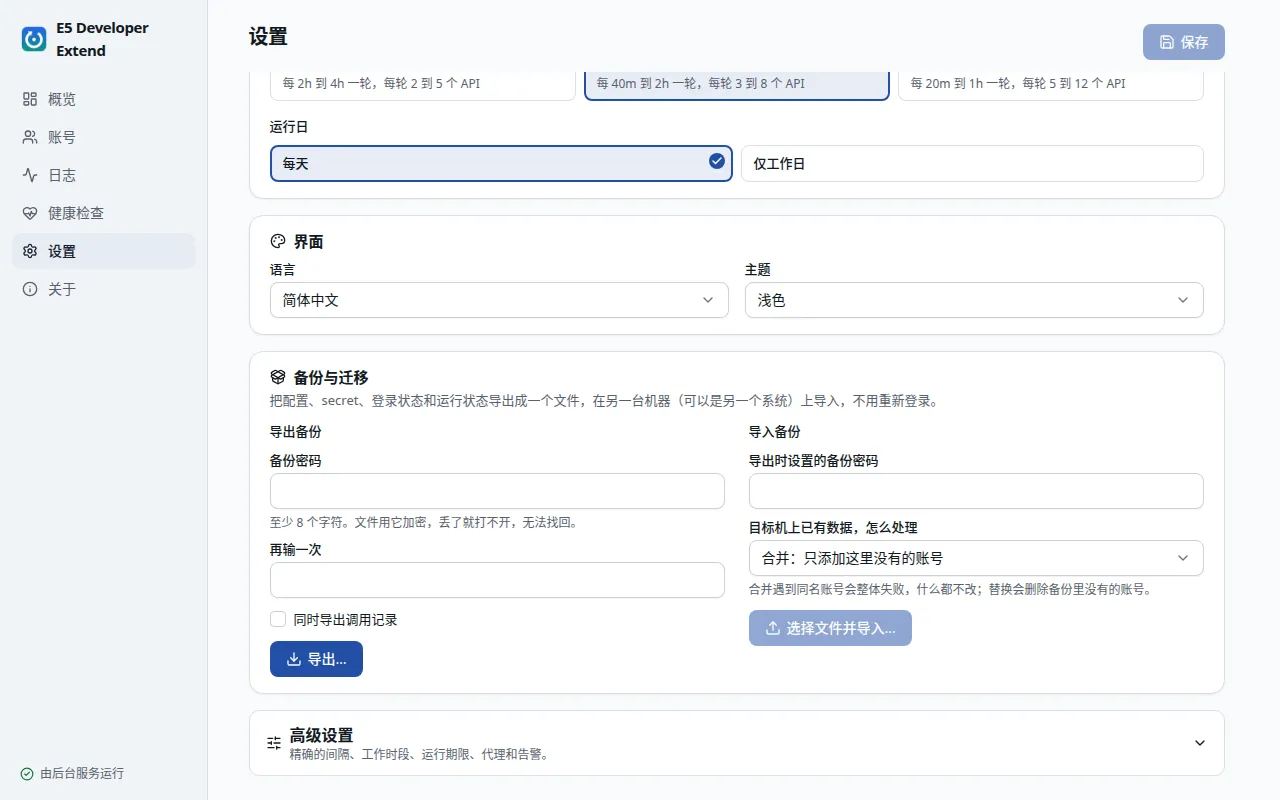 E5 Developer
Extend
概览
账号
日志
健康检查
设置
关于
由后台服务运行
设置
保存
每 2h 到 4h 一轮，每轮 2 到 5 个 API
每 40m 到 2h 一轮，每轮 3 到 8 个 API
每 20m 到 1h 一轮，每轮 5 到 12 个 API
运行日
每天
仅工作日
界面
语言
主题
简体中文
浅色
备份与迁移
把配置、secret、登录状态和运行状态导出成一个文件，在另一台机器（可以是另一个系统）上导入，不用重新登录。
导出备份
备份密码
至少 8 个字符。文件用它加密，丢了就打不开，无法找回。
再输一次
同时导出调用记录
导出...
导入备份
导出时设置的备份密码
目标机上已有数据，怎么处理
合并：只添加这里没有的账号
合并遇到同名账号会整体失败，什么都不改；替换会删除备份里没有的账号。
选择文件并导入...
高级设置
精确的间隔、工作时段、运行期限、代理和告警。